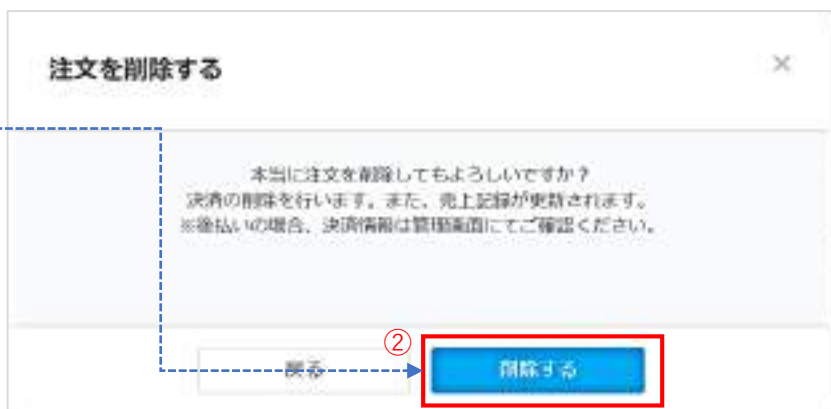 注文を削除する
×
本当に注文を削除してもよろしいですか？
決済の削除を行います。また、売上記録が更新されます。
※後払いの場合、決済情報は管理画面にてご確認ください。
②
戻る
削除する